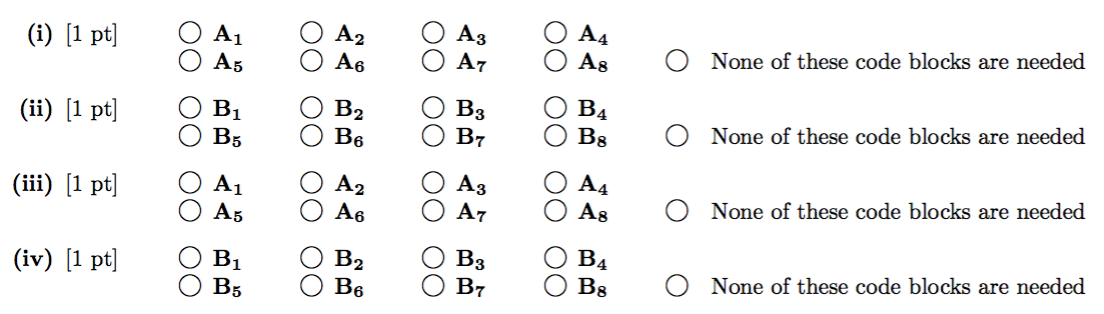 (i) [1 pt] A1 A2 A3 A4
A5 A6 A7 A8 None of these code blocks are needed
(ii) [1 pt] B1 B2 B3 B4
B5 B6 B7 B8 None of these code blocks are needed
(iii) [1 pt] A1 A2 A3 A4
A5 A6 A7 A8 None of these code blocks are needed
(iv) [1 pt] B1 B2 B3 B4
B5 B6 B7 B8 None of these code blocks are needed